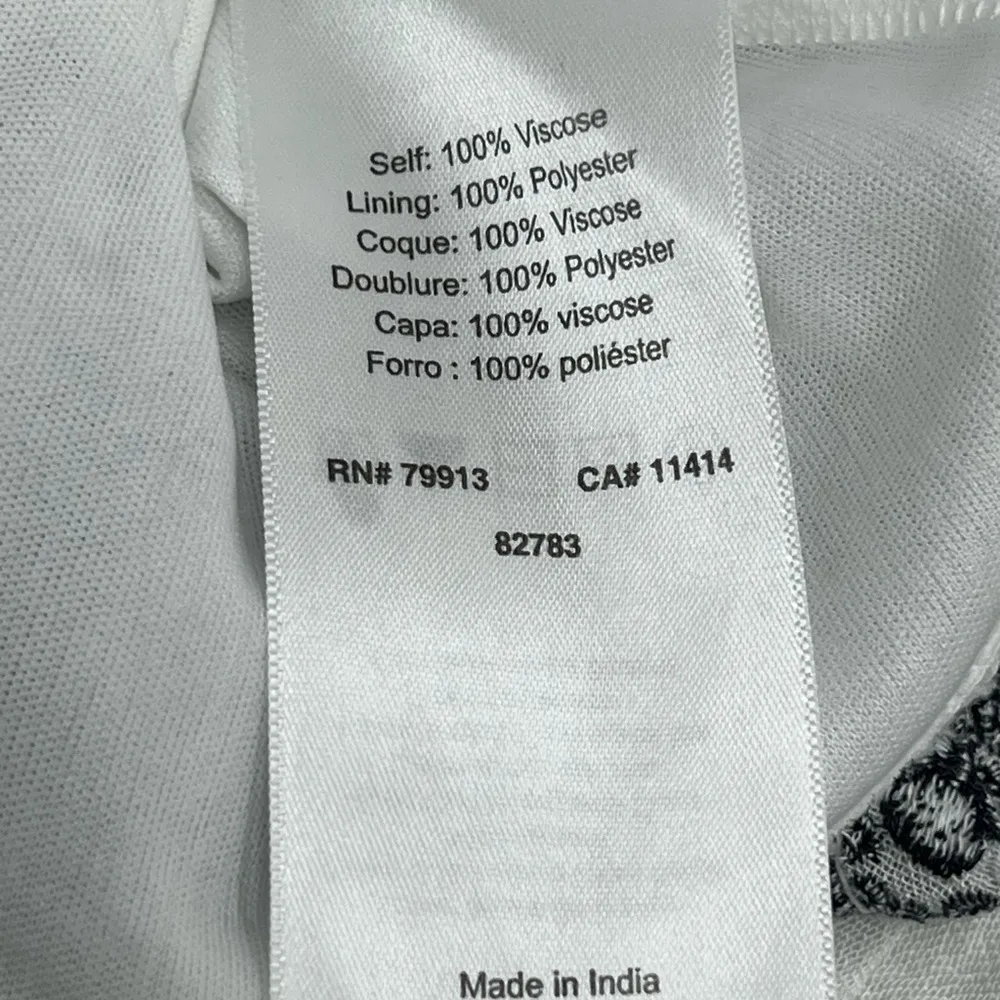 Self: 100% Viscose
Lining: 100% Polyester
Coque: 100% Viscose
Doublure: 100% Polyester
Capa: 100% viscose
Forro : 100% poliéster
RN# 79913 CA# 11414
82783
Made in India